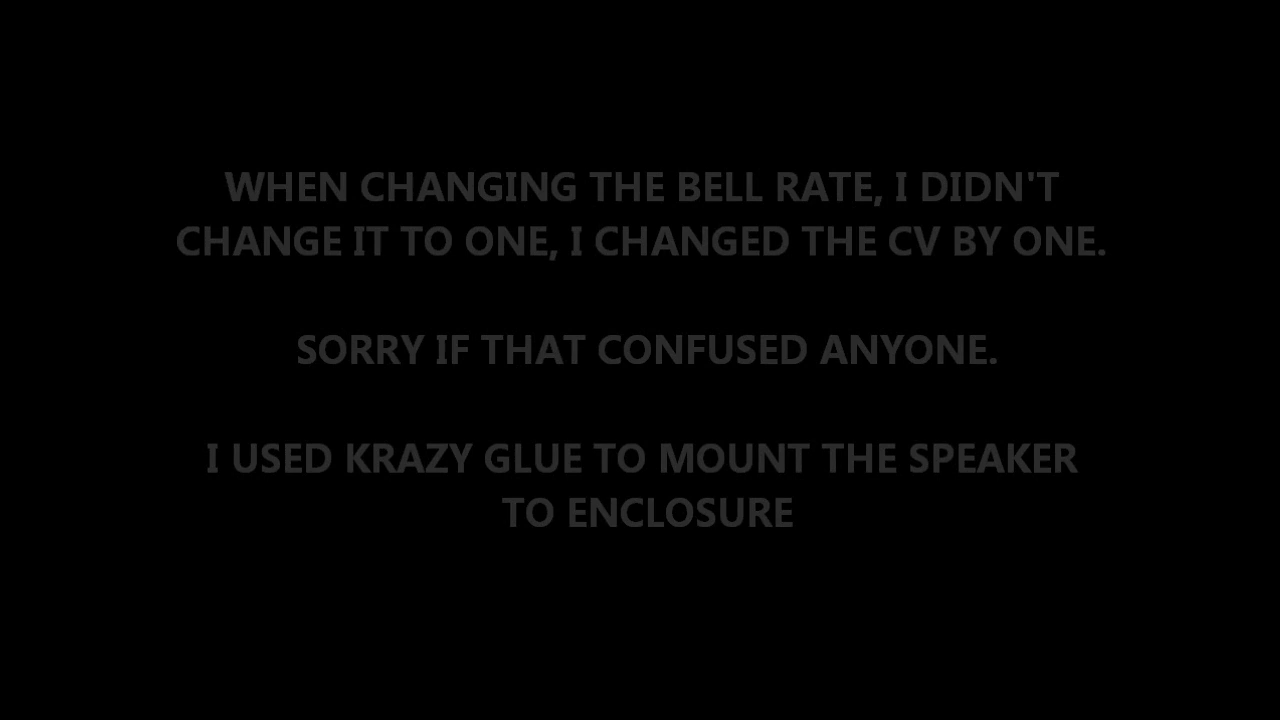 WHEN CHANGING THE BELL RATE, I DIDN'T
CHANGE IT TO ONE, I CHANGED THE CV BY ONE.
SORRY IF THAT CONFUSED ANYONE.
I USED KRAZY GLUE TO MOUNT THE SPEAKER
TO ENCLOSURE